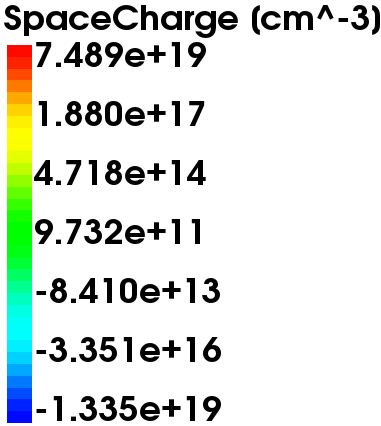 SpaceCharge (cm^-3)
7.489e+19
1.880e+17
4.718e+14
9.732e+11
-8.410e+13
-3.351e+16
-1.335e+19